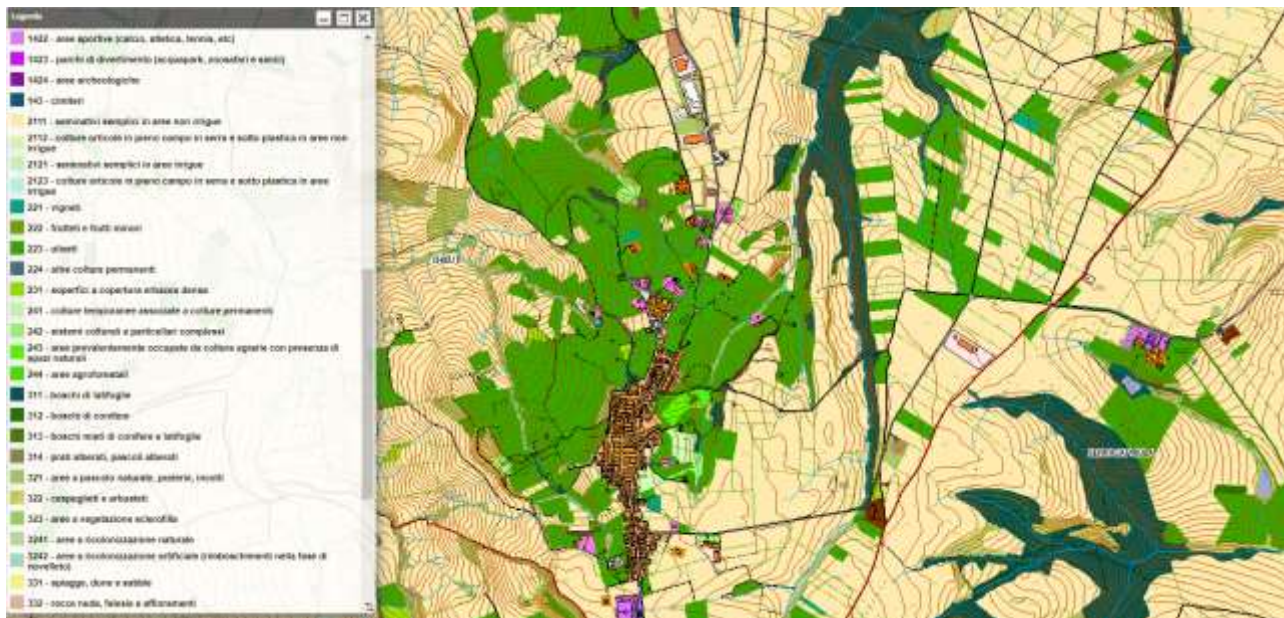 Legenda
1422 - aree sportive (calcio, atletica, tennis, etc)
1423 - parchi di divertimento (acquapark, zoosafari e simili)
1424 - aree archeologiche
143 - cimiteri
2111 - seminativi semplici in aree non irrigue
2112 - colture orticole in pieno campo in serra e sotto plastica in aree non
irrigue
2121 - seminativi semplici in aree irrigue
2123 - colture orticole in pieno campo in serra e sotto plastica in aree
irrigue
221 - vigneti
222 - frutteti e frutti minori
223 - uliveti
224 - altre colture permanenti
231 - superfici a copertura erbacea densa
241 - colture temporanee associate a colture permanenti
242 - sistemi colturali e particellari complessi
243 - aree prevalentemente occupate da colture agrarie con presenza di
spazi naturali
244 - aree agroforestali
311 - boschi di latifoglie
312 - boschi di conifere
313 - boschi misti di conifere e latifoglie
314 - prati alberati, pascoli alberati
321 - aree a pascolo naturale, praterie, incolti
322 - cespuglieti e arbusteti
323 - aree a vegetazione sclerofilla
3241 - aree a ricolonizzazione naturale
3242 - aree a ricolonizzazione artificiale (rimboschimenti nella fase di
novelleto)
331 - spiagge, dune e sabbie
332 - rocce nude, falesie e affioramenti